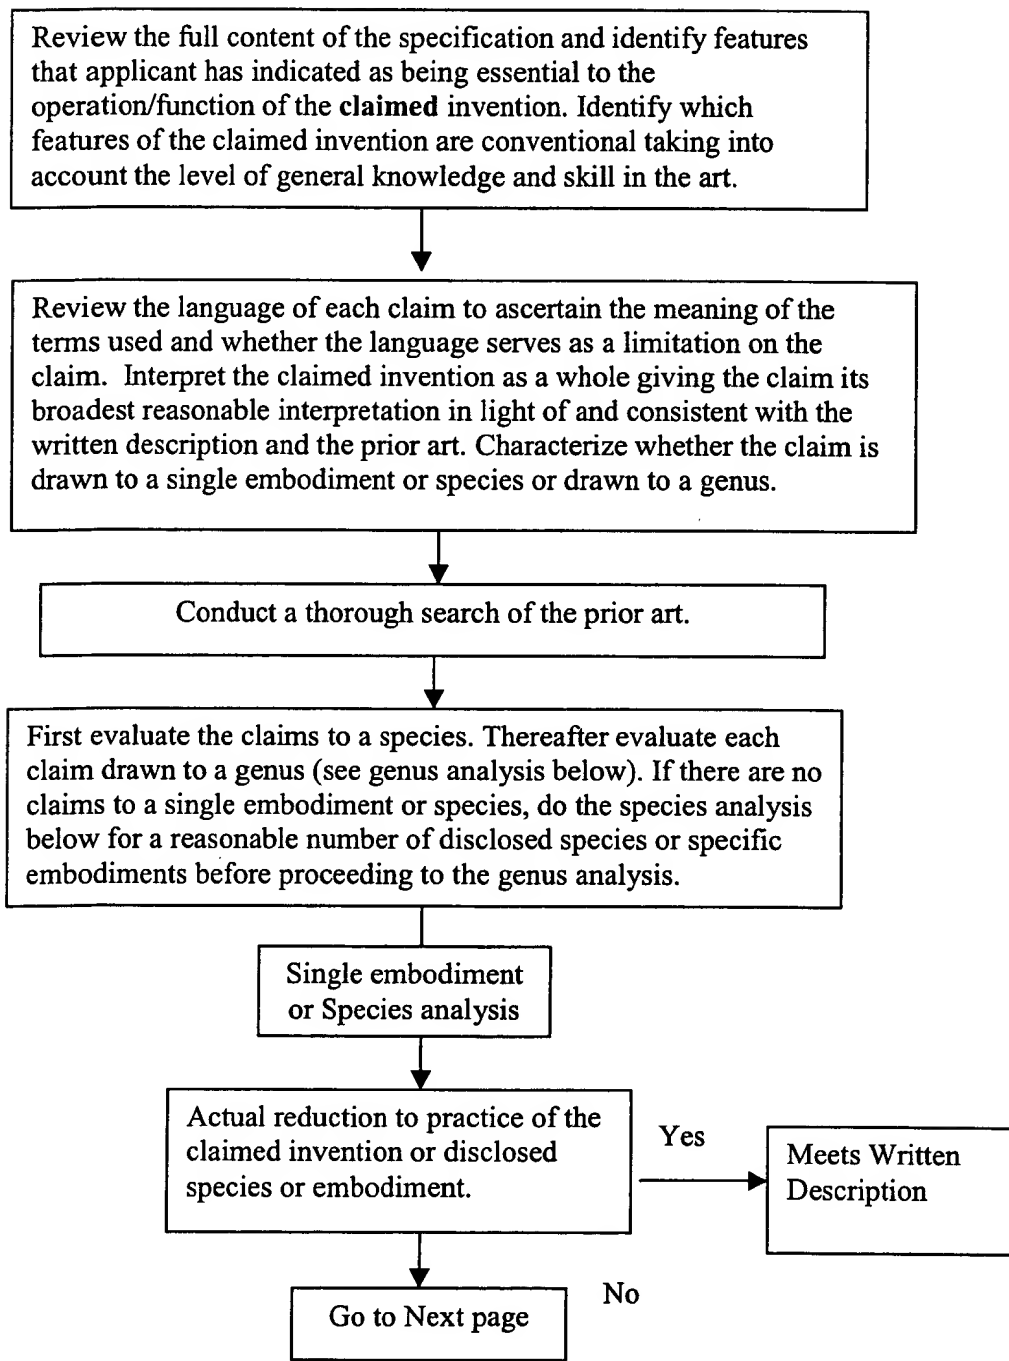 Review the full content of the specification and identify features
that applicant has indicated as being essential to the
operation/function of the claimed invention. Identify which
features of the claimed invention are conventional taking into
account the level of general knowledge and skill in the art.
Review the language of each claim to ascertain the meaning of the
terms used and whether the language serves as a limitation on the
claim. Interpret the claimed invention as a whole giving the claim its
broadest reasonable interpretation in light of and consistent with the
written description and the prior art. Characterize whether the claim is
drawn to a single embodiment or species or drawn to a genus.
Conduct a thorough search of the prior art.
First evaluate the claims to a species. Thereafter evaluate each
claim drawn to a genus (see genus analysis below). If there are no
claims to a single embodiment or species, do the species analysis
below for a reasonable number of disclosed species or specific
embodiments before proceeding to the genus analysis.
Single embodiment
or Species analysis
Actual reduction to practice of the
claimed invention or disclosed
species or embodiment.
Yes
Meets Written
Description
No
Go to Next page